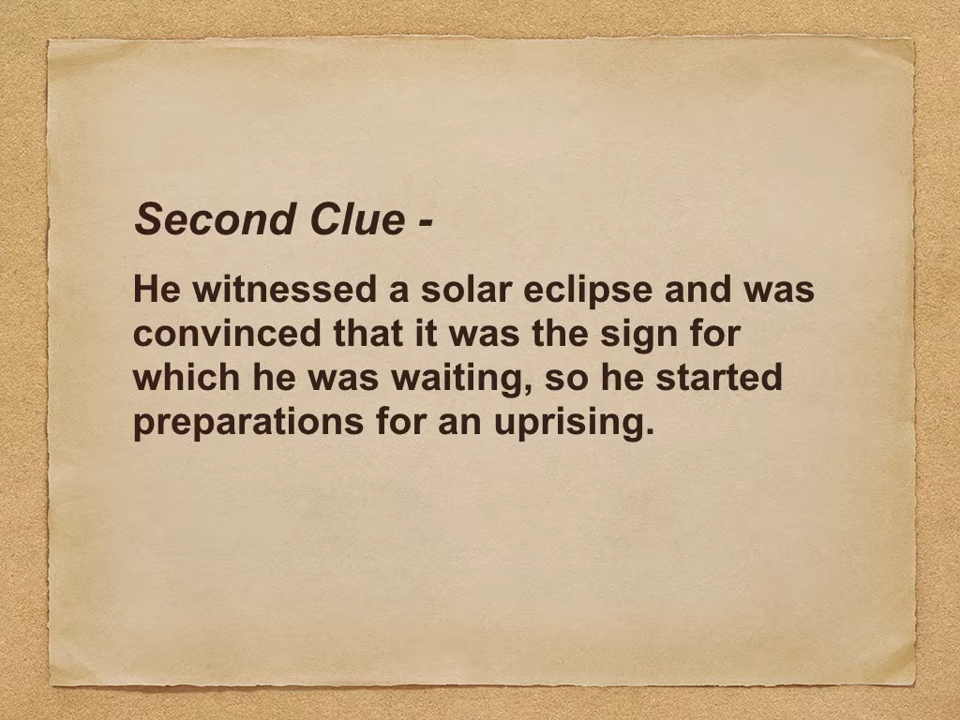 Second Clue -
He witnessed a solar eclipse and was
convinced that it was the sign for
which he was waiting, so he started
preparations for an uprising.